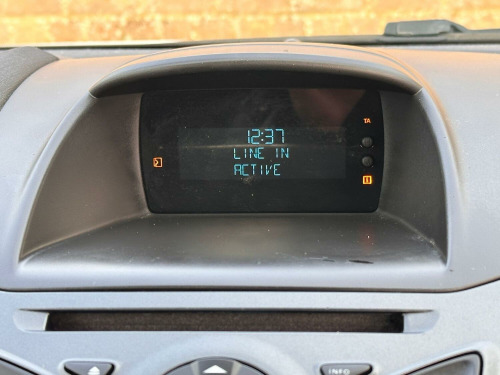 TA
12:37
LINE IN
ACTIVE
INFO